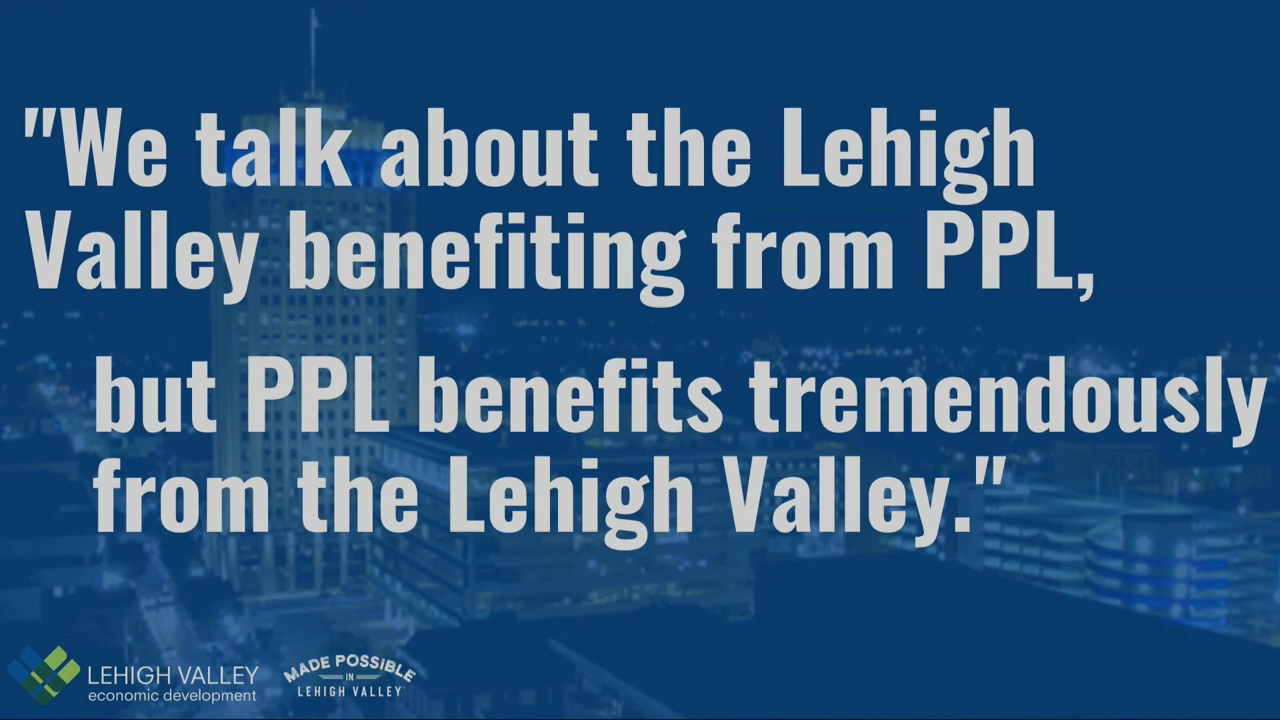 "We talk about the Lehigh
Valley benefiting from PPL,
but PPL benefits tremendously
from the Lehigh Valley."
LEHIGH VALLEY
economic development
MADE POSSIBLE
IN
LEHIGH VALLEY